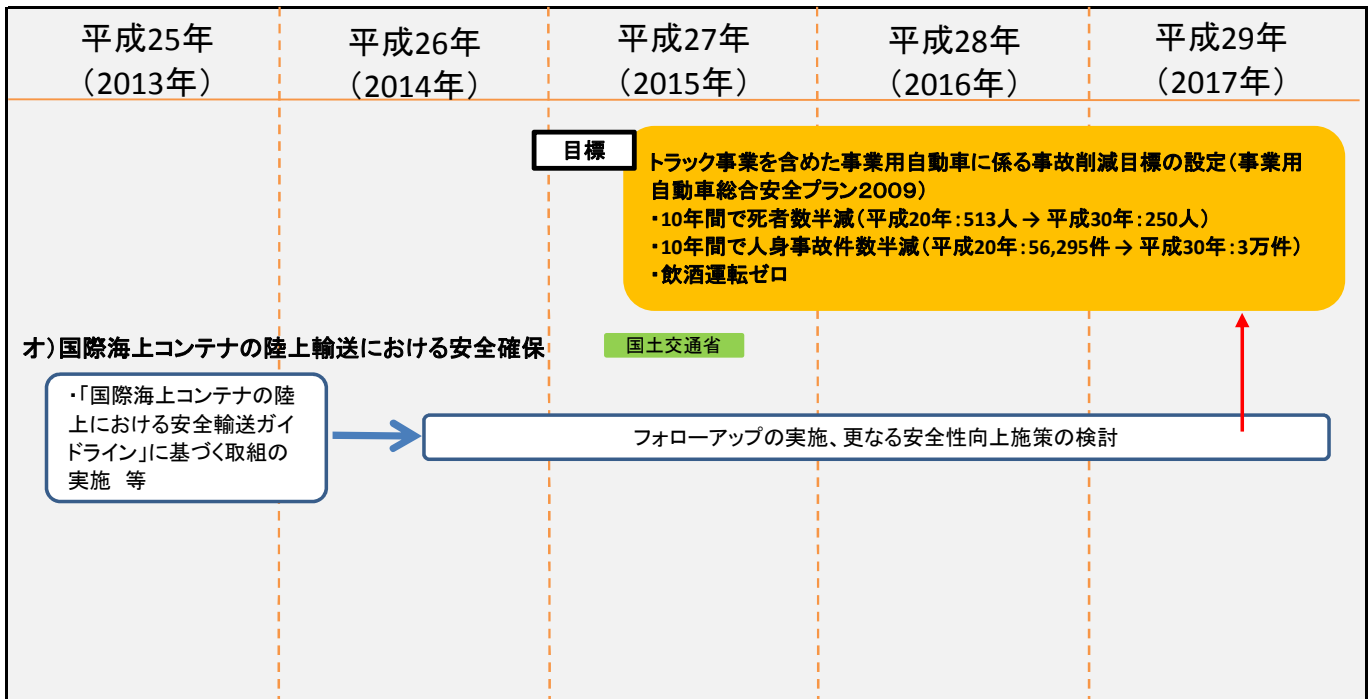 平成25年
（2013年）
平成26年
（2014年）
平成27年
（2015年）
平成28年
（2016年）
平成29年
（2017年）
目標
トラック事業を含めた事業用自動車に係る事故削減目標の設定（事業用
自動車総合安全プラン２００９）
・10年間で死者数半減（平成20年：513人 → 平成30年：250人）
・10年間で人身事故件数半減（平成20年：56,295件 → 平成30年：3万件）
・飲酒運転ゼロ
オ）国際海上コンテナの陸上輸送における安全確保
国土交通省
・「国際海上コンテナの陸
上における安全輸送ガイ
ドライン」に基づく取組の
実施　等
フォローアップの実施、更なる安全性向上施策の検討